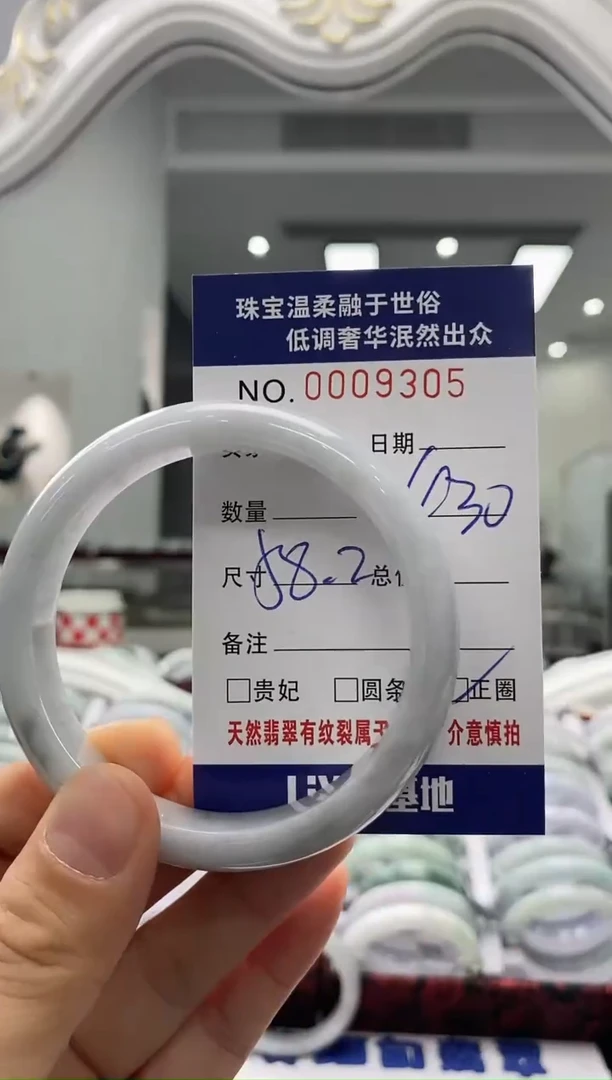 珠宝温柔融于世俗
低调奢华泯然出众
NO. 0009305
日期
数量
尺寸 58.2 总
备注
□贵妃 □圆条 □正圈
天然翡翠有纹裂属于 介意慎拍
基地